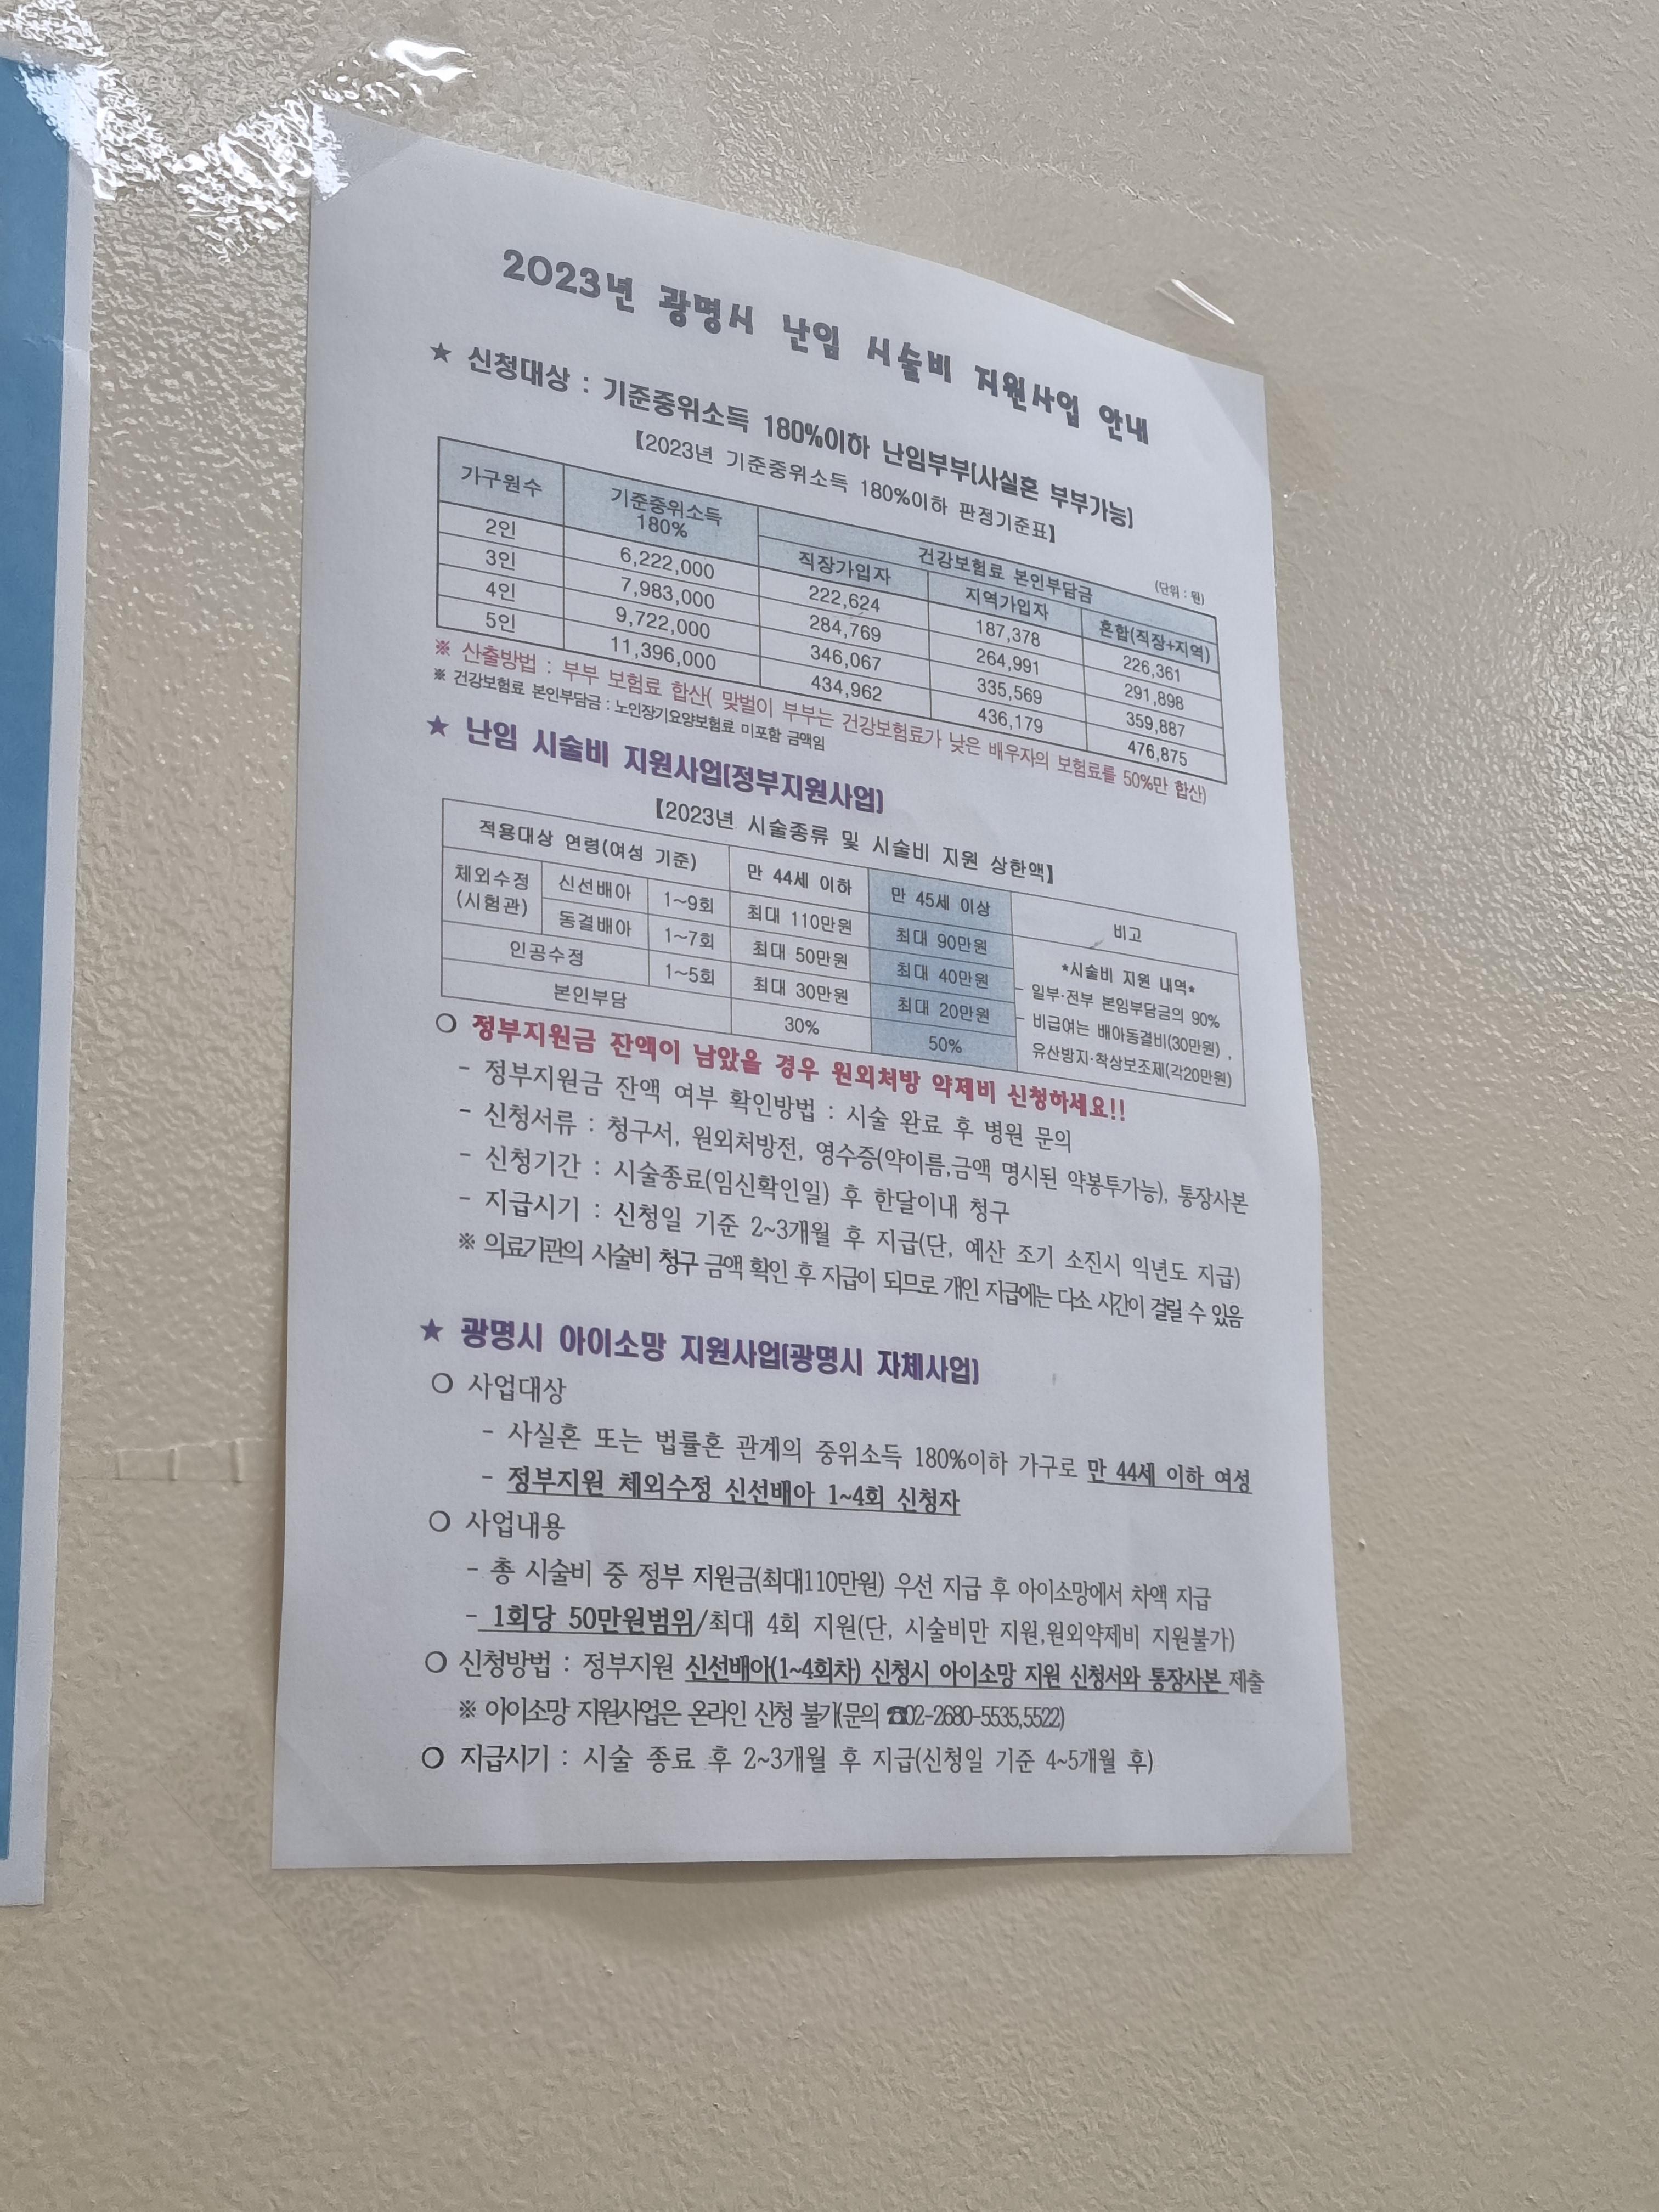 2023년 광명시 난임 시술비 지원사업 안내
★ 신청대상 : 기준중위소득 180%이하 난임부부(사실혼 부부가능)
【2023년 기준중위소득 180%이하 판정기준표】
(단위 : 원)
가구원수 기준중위소득 180% 건강보험료 본인부담금
직장가입자 지역가입자 혼합(직장+지역)
2인 6,222,000 222,624 187,378 226,361
3인 7,983,000 284,769 264,991 291,898
4인 9,722,000 346,067 335,569 359,887
5인 11,396,000 434,962 436,179 476,875
※ 산출방법 : 부부 보험료 합산( 맞벌이 부부는 건강보험료가 낮은 배우자의 보험료를 50%만 합산)
※ 건강보험료 본인부담금 : 노인장기요양보험료 미포함 금액임
★ 난임 시술비 지원사업(정부지원사업)
【2023년 시술종류 및 시술비 지원 상한액】
적용대상 연령(여성 기준) 만 44세 이하 만 45세 이상 비고
체외수정 (시험관) 신선배아 1~9회 최대 110만원 최대 90만원
동결배아 1~7회 최대 50만원 최대 40만원
인공수정 1~5회 최대 30만원 최대 20만원
본인부담 30% 50%
*시술비 지원 내역*
- 일부·전부 본임부담금의 90%
- 비급여는 배아동결비(30만원) ,
유산방지·착상보조제(각20만원)
○ 정부지원금 잔액이 남았을 경우 원외처방 약제비 신청하세요!!
- 정부지원금 잔액 여부 확인방법 : 시술 완료 후 병원 문의
- 신청서류 : 청구서, 원외처방전, 영수증(약이름,금액 명시된 약봉투가능), 통장사본
- 신청기간 : 시술종료(임신확인일) 후 한달이내 청구
- 지급시기 : 신청일 기준 2~3개월 후 지급(단, 예산 조기 소진시 익년도 지급)
※ 의료기관의 시술비 청구 금액 확인 후 지급이 되므로 개인 지급에는 다소 시간이 걸릴 수 있음
★ 광명시 아이소망 지원사업(광명시 자체사업)
○ 사업대상
- 사실혼 또는 법률혼 관계의 중위소득 180%이하 가구로 만 44세 이하 여성
- 정부지원 체외수정 신선배아 1~4회 신청자
○ 사업내용
- 총 시술비 중 정부 지원금(최대110만원) 우선 지급 후 아이소망에서 차액 지급
- 1회당 50만원범위/최대 4회 지원(단, 시술비만 지원,원외약제비 지원불가)
○ 신청방법 : 정부지원 신선배아(1~4회차) 신청시 아이소망 지원 신청서와 통장사본 제출
※ 아이소망 지원사업은 온라인 신청 불가(문의 ☎02-2680-5535,5522)
○ 지급시기 : 시술 종료 후 2~3개월 후 지급(신청일 기준 4~5개월 후)